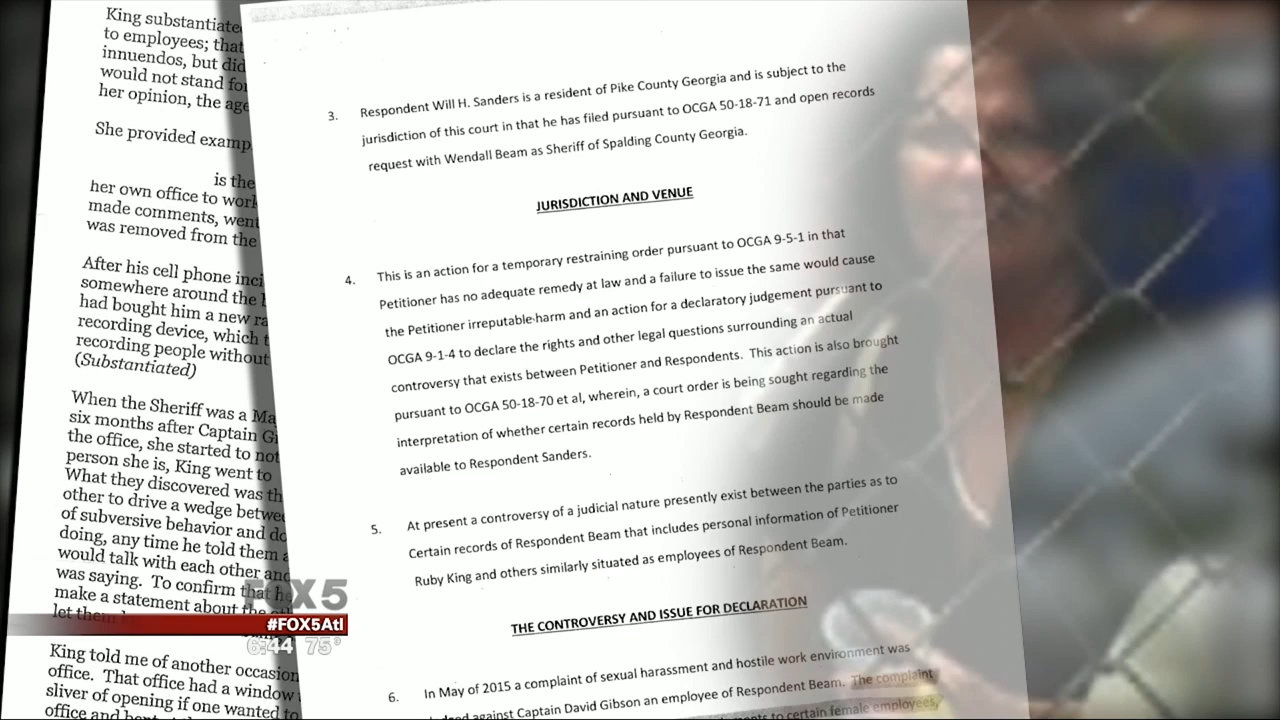 King substantiate
to employees; that
innuendos, but did
would not stand for
her opinion, the age
She provided examp
is the
her own office to work
made comments, went
was removed from the
After his cell phone inci
somewhere around the
had bought him a new ra
recording device, which
recording people without
(Substantiated)
When the Sheriff was a Ma
six months after Captain Gi
the office, she started to not
person she is, King went to
What they discovered was th
other to drive a wedge betwe
of subversive behavior and do
doing, any time he told them
would talk with each other and
was saying. To confirm that he
make a statement about the
let them
King told me of another occasion
office. That office had a window
sliver of opening if one wanted to
office and
3. Respondent Will H. Sanders is a resident of Pike County Georgia and is subject to the
jurisdiction of this court in that he has filed pursuant to OCGA 50-18-71 and open records
request with Wendall Beam as Sheriff of Spalding County Georgia.
JURISDICTION AND VENUE
4. This is an action for a temporary restraining order pursuant to OCGA 9-5-1 in that
Petitioner has no adequate remedy at law and a failure to issue the same would cause
the Petitioner irreputable harm and an action for a declaratory judgement pursuant to
OCGA 9-1-4 to declare the rights and other legal questions surrounding an actual
controversy that exists between Petitioner and Respondents. This action is also brought
pursuant to OCGA 50-18-70 et al, wherein, a court order is being sought regarding the
interpretation of whether certain records held by Respondent Beam should be made
available to Respondent Sanders.
5. At present a controversy of a judicial nature presently exist between the parties as to
Certain records of Respondent Beam that includes personal information of Petitioner
Ruby King and others similarly situated as employees of Respondent Beam.
THE CONTROVERSY AND ISSUE FOR DECLARATION
6. In May of 2015 a complaint of sexual harassment and hostile work environment was
against Captain David Gibson an employee of Respondent Beam. The complaint
to certain female employees,
FOX 5
#FOX5Atl
6:44 75°